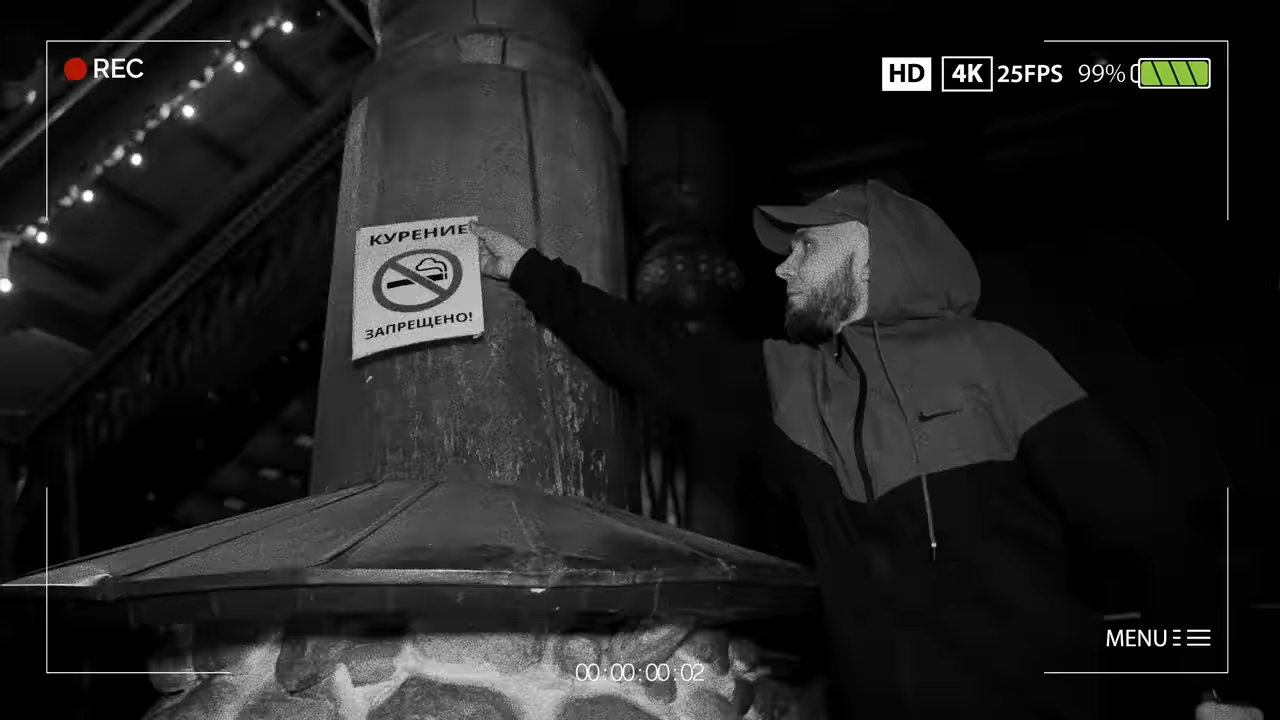 REC
HD 4K 25FPS 99%
КУРЕНИЕ
ЗАПРЕЩЕНО!
MENU
00:00:00:02